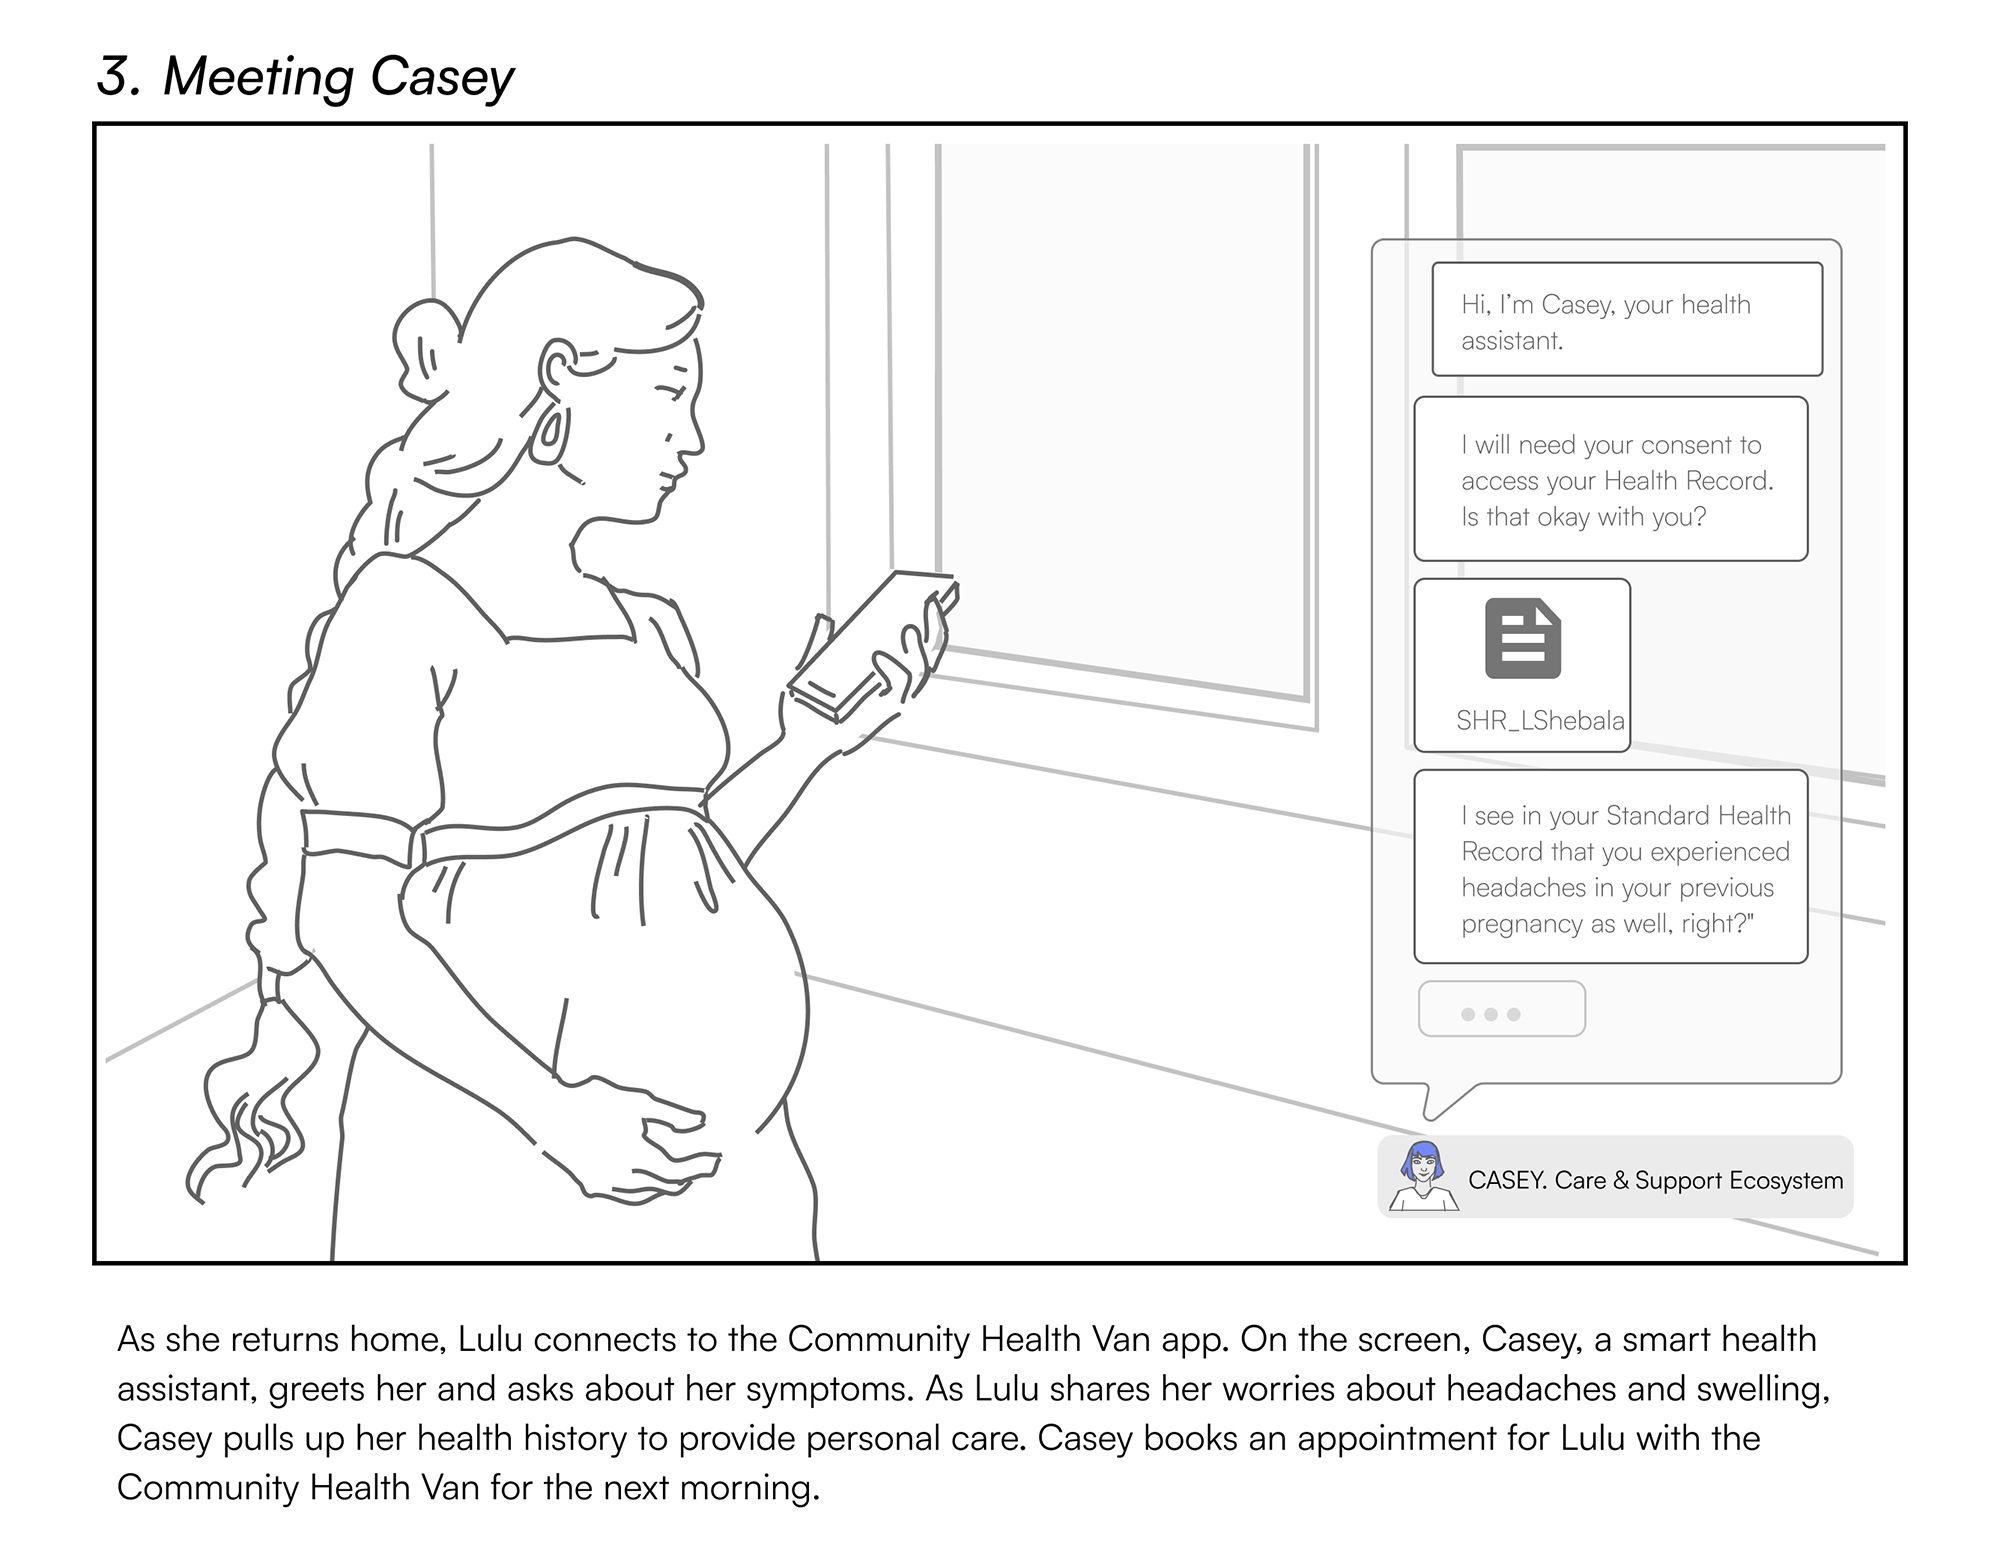 3. Meeting Casey
Hi, I’m Casey, your health
assistant.
I will need your consent to
access your Health Record.
Is that okay with you?
SHR_LShebala
I see in your Standard Health
Record that you experienced
headaches in your previous
pregnancy as well, right?"
CASEY. Care & Support Ecosystem
As she returns home, Lulu connects to the Community Health Van app. On the screen, Casey, a smart health
assistant, greets her and asks about her symptoms. As Lulu shares her worries about headaches and swelling,
Casey pulls up her health history to provide personal care. Casey books an appointment for Lulu with the
Community Health Van for the next morning.